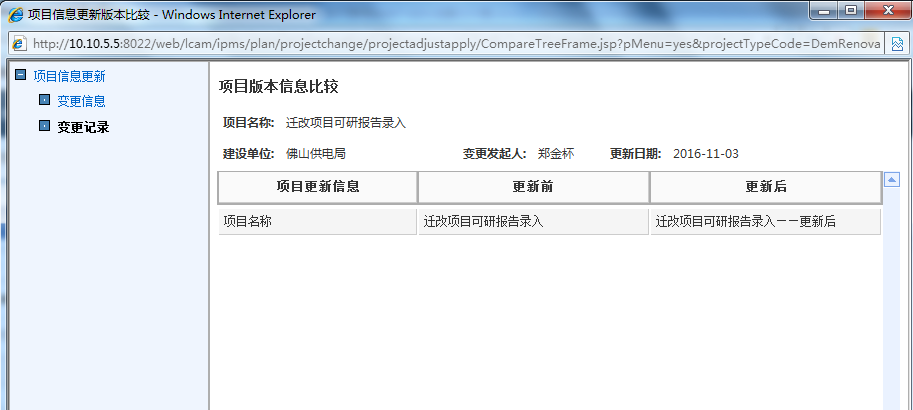 项目信息更新版本比较 - Windows Internet Explorer
http://10.10.5.5:8022/web/lcam/ipms/plan/projectchange/projectadjustapply/CompareTreeFrame.jsp?pMenu=yes&projectTypeCode=DemRenova
项目信息更新
变更信息
变更记录
项目版本信息比较
项目名称: 迁改项目可研报告录入
建设单位: 佛山供电局 变更发起人: 郑金杯 更新日期: 2016-11-03
项目更新信息 更新前 更新后
项目名称 迁改项目可研报告录入 迁改项目可研报告录入——更新后